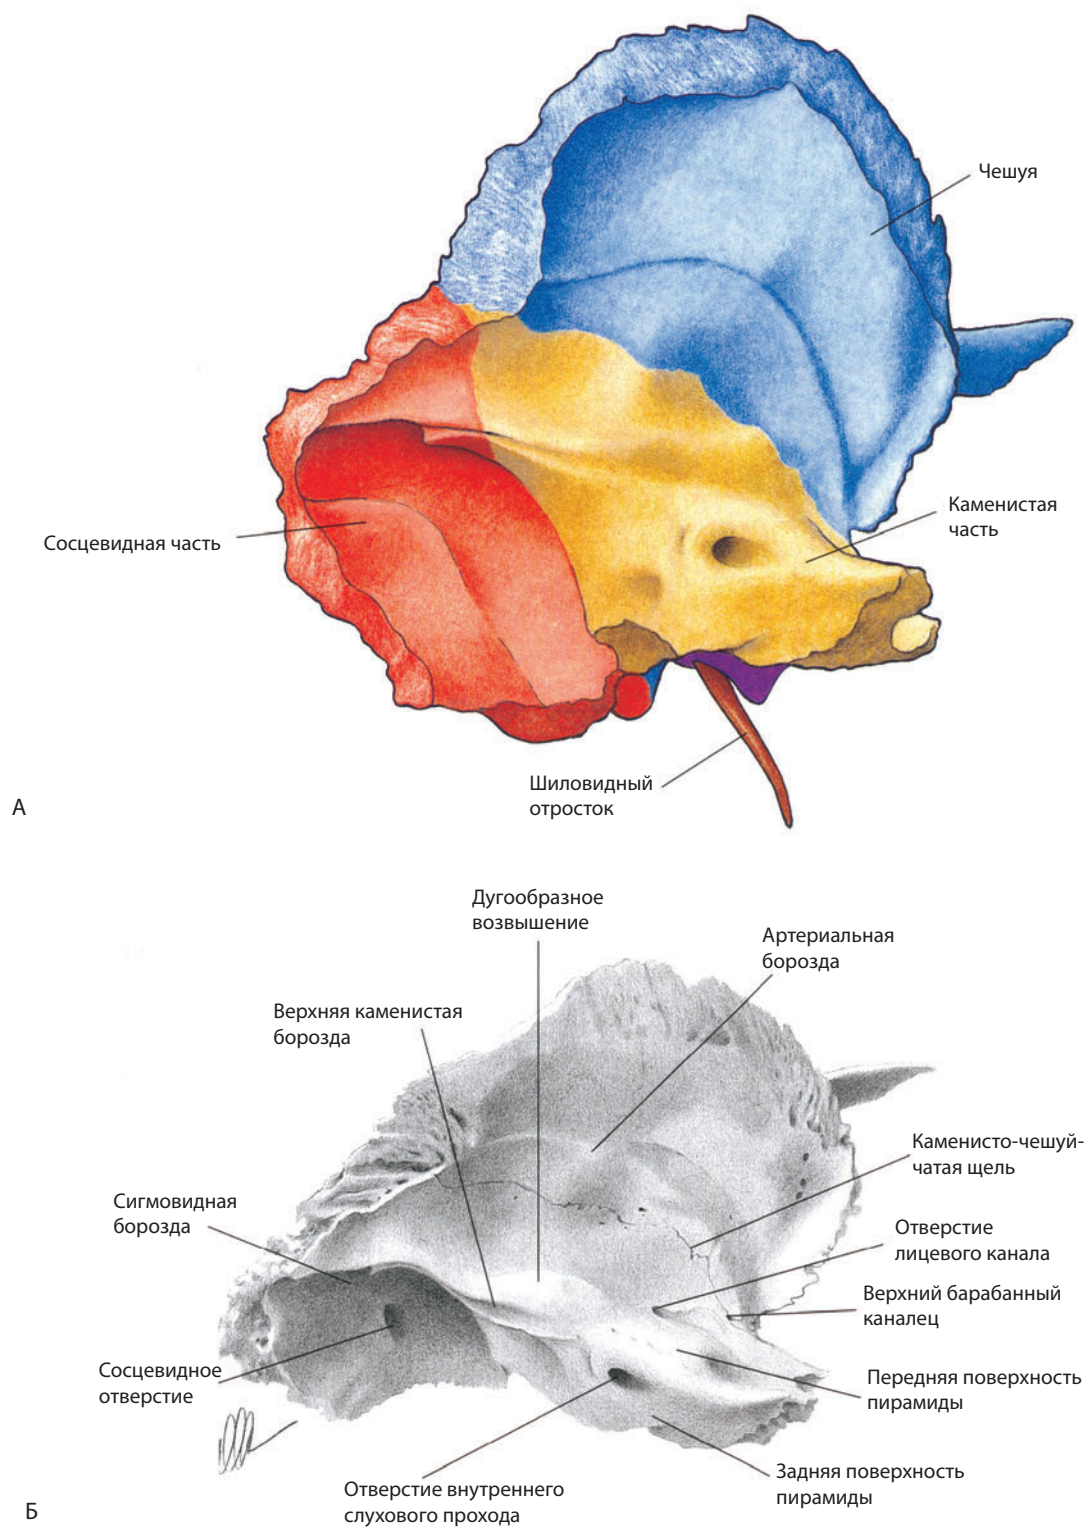 Чешуя
Каменистая
часть
Сосцевидная часть
Шиловидный
отросток
А
Дугообразное
возвышение
Артериальная
борозда
Верхняя каменистая
борозда
Каменисто-чешуй-
чатая щель
Сигмовидная
борозда
Отверстие
лицевого канала
Верхний барабанный
каналец
Сосцевидное
отверстие
Передняя поверхность
пирамиды
Задняя поверхность
пирамиды
Отверстие внутреннего
слухового прохода
Б